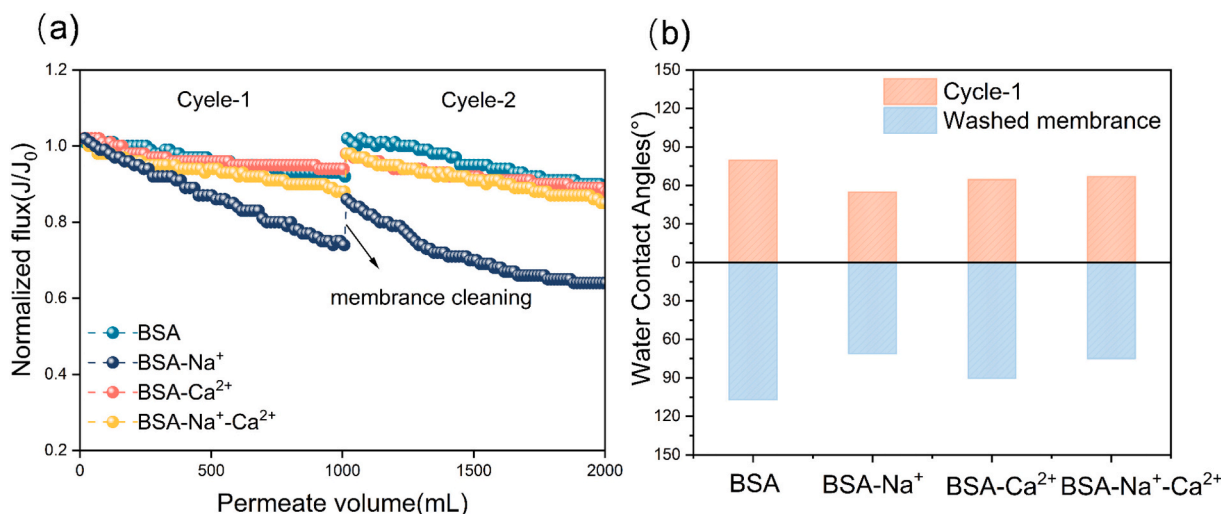 (a)
Normalized flux(J/J₀)
1.2
1.0
0.8
0.6
0.4
0.2
Cyele-1
Cyele-2
membrance cleaning
BSA
BSA-Na⁺
BSA-Ca²⁺
BSA-Na⁺-Ca²⁺
0
500
1000
1500
2000
Permeate volume(mL)
(b)
Water Contact Angles(°)
150
120
90
60
30
0
30
60
90
120
150
Cycle-1
Washed membrance
BSA
BSA-Na⁺
BSA-Ca²⁺
BSA-Na⁺-Ca²⁺